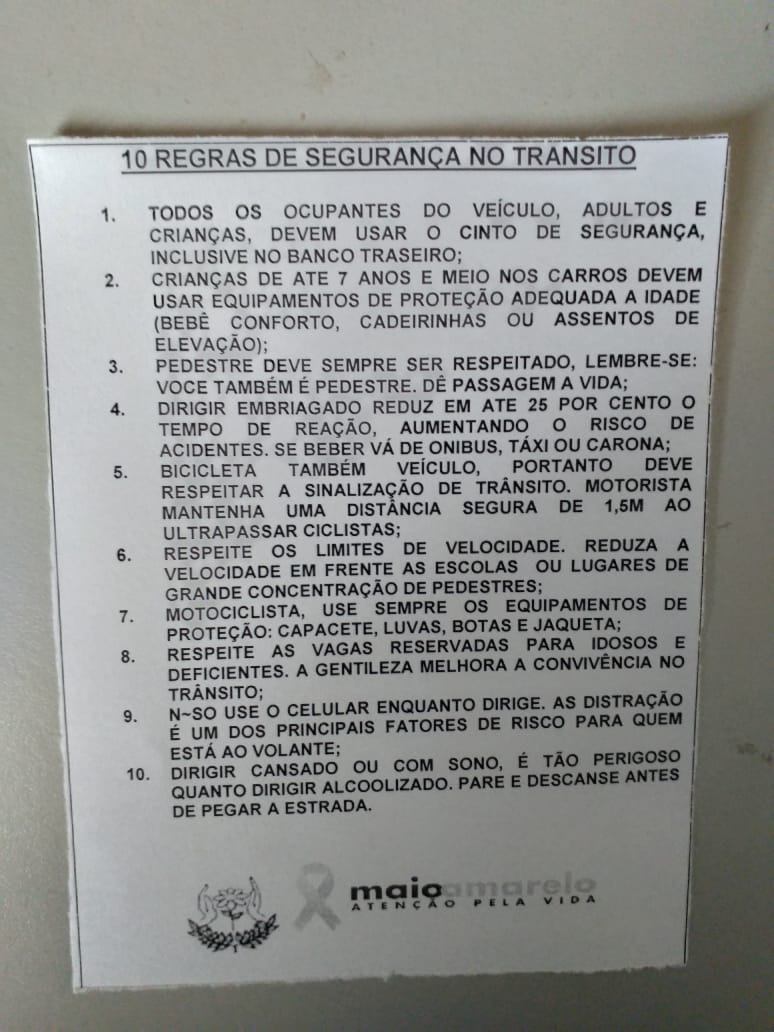 10 REGRAS DE SEGURANÇA NO TRANSITO
1. TODOS OS OCUPANTES DO VEÍCULO, ADULTOS E
CRIANÇAS, DEVEM USAR O CINTO DE SEGURANÇA,
INCLUSIVE NO BANCO TRASEIRO;
2. CRIANÇAS DE ATE 7 ANOS E MEIO NOS CARROS DEVEM
USAR EQUIPAMENTOS DE PROTEÇÃO ADEQUADA A IDADE
(BEBÊ CONFORTO, CADEIRINHAS OU ASSENTOS DE
ELEVAÇÃO);
3. PEDESTRE DEVE SEMPRE SER RESPEITADO, LEMBRE-SE:
VOCE TAMBÉM É PEDESTRE. DÊ PASSAGEM A VIDA;
4. DIRIGIR EMBRIAGADO REDUZ EM ATE 25 POR CENTO O
TEMPO DE REAÇÃO, AUMENTANDO O RISCO DE
ACIDENTES. SE BEBER VÁ DE ONIBUS, TÁXI OU CARONA;
5. BICICLETA TAMBÉM VEÍCULO, PORTANTO DEVE
RESPEITAR A SINALIZAÇÃO DE TRÂNSITO. MOTORISTA
MANTENHA UMA DISTÂNCIA SEGURA DE 1,5M AO
ULTRAPASSAR CICLISTAS;
6. RESPEITE OS LIMITES DE VELOCIDADE. REDUZA A
VELOCIDADE EM FRENTE AS ESCOLAS OU LUGARES DE
GRANDE CONCENTRAÇÃO DE PEDESTRES;
7. MOTOCICLISTA, USE SEMPRE OS EQUIPAMENTOS DE
PROTEÇÃO: CAPACETE, LUVAS, BOTAS E JAQUETA;
8. RESPEITE AS VAGAS RESERVADAS PARA IDOSOS E
DEFICIENTES. A GENTILEZA MELHORA A CONVIVÊNCIA NO
TRÂNSITO;
9. N~SO USE O CELULAR ENQUANTO DIRIGE. AS DISTRAÇÃO
É UM DOS PRINCIPAIS FATORES DE RISCO PARA QUEM
ESTÁ AO VOLANTE;
10. DIRIGIR CANSADO OU COM SONO, É TÃO PERIGOSO
QUANTO DIRIGIR ALCOOLIZADO. PARE E DESCANSE ANTES
DE PEGAR A ESTRADA.
maio amarelo
ATENÇÃO PELA VIDA